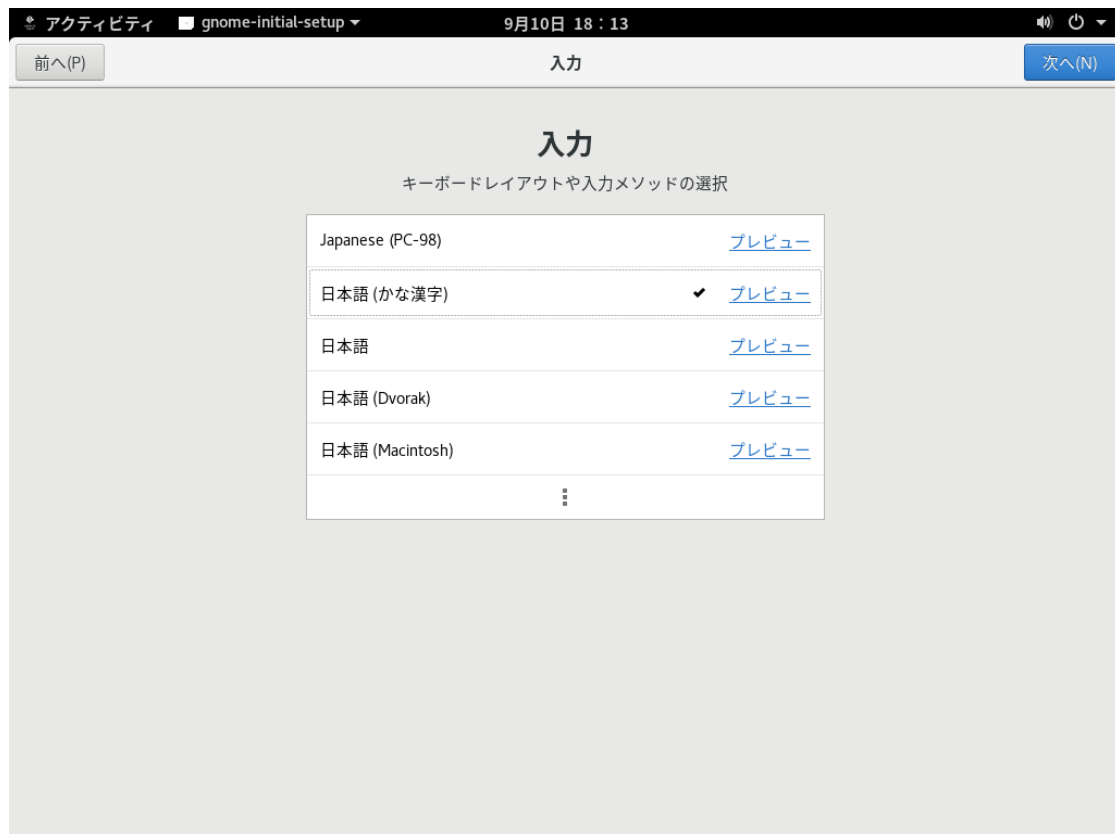 アクティビティ gnome-initial-setup 9月10日 18：13
前へ(P) 入力 次へ(N)
入力
キーボードレイアウトや入力メソッドの選択
Japanese (PC-98) プレビュー
日本語 (かな漢字) プレビュー
日本語 プレビュー
日本語 (Dvorak) プレビュー
日本語 (Macintosh) プレビュー